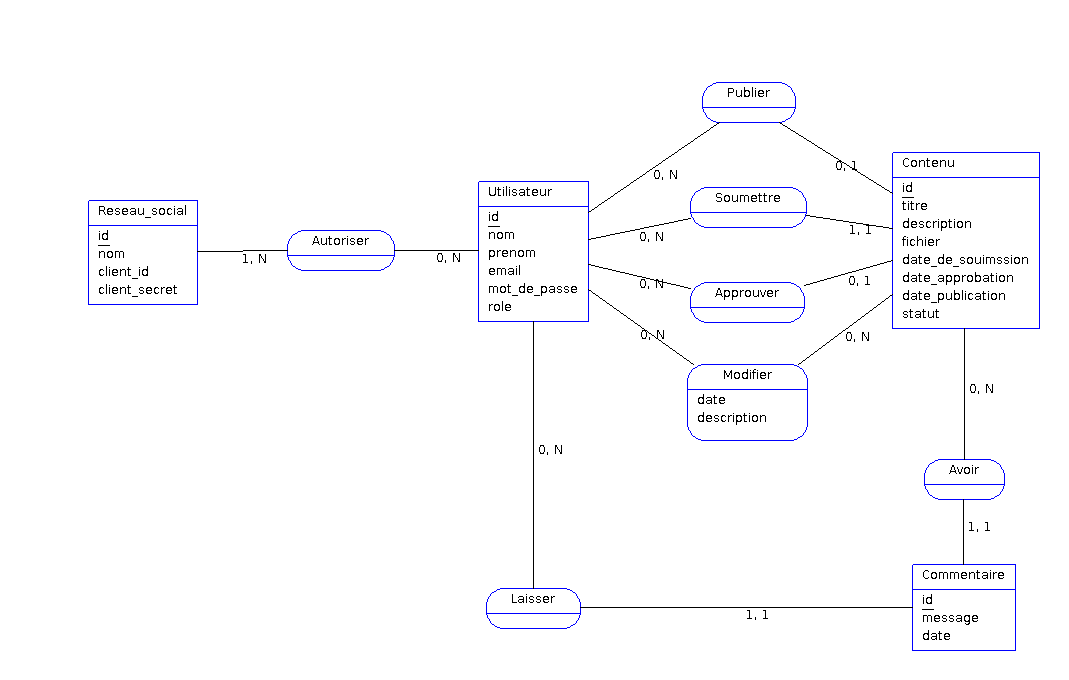 Publier
0, N
0, 1
Contenu
id
titre
description
fichier
date_de_souimssion
date_approbation
date_publication
statut
Soumettre
0, N
1, 1
Utilisateur
id
nom
prenom
email
mot_de_passe
role
Reseau_social
id
nom
client_id
client_secret
1, N
Autoriser
0, N
0, N
Approuver
0, 1
0, N
Modifier
date
description
0, N
0, N
Avoir
1, 1
0, N
Laisser
1, 1
Commentaire
id
message
date